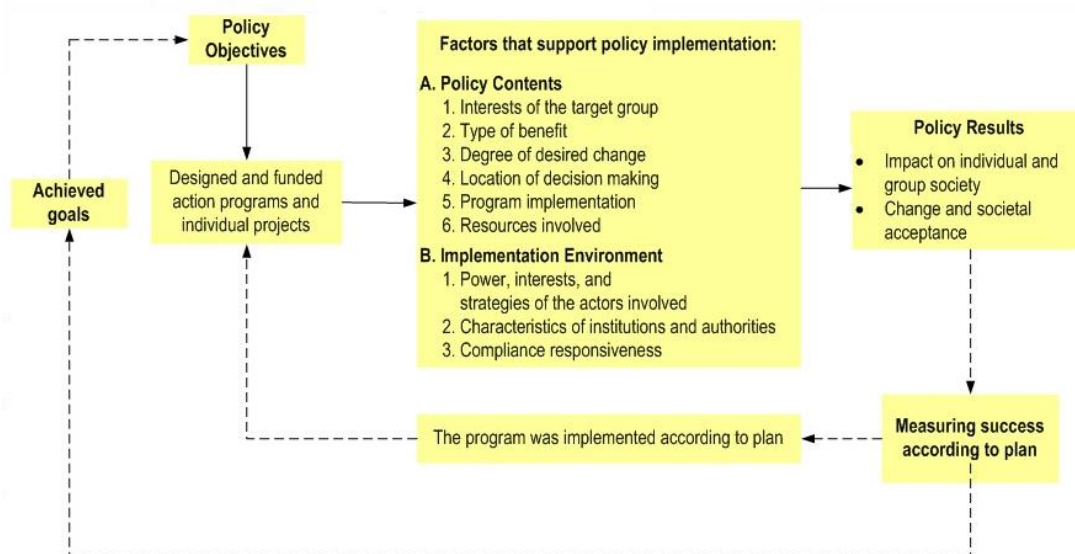 Policy
Objectives
Designed and funded
action programs and
individual projects
Achieved
goals
Factors that support policy implementation:
A. Policy Contents
1. Interests of the target group
2. Type of benefit
3. Degree of desired change
4. Location of decision making
5. Program implementation
6. Resources involved
B. Implementation Environment
1. Power, interests, and
strategies of the actors involved
2. Characteristics of institutions and authorities
3. Compliance responsiveness
Policy Results
• Impact on individual and
group society
• Change and societal
acceptance
The program was implemented according to plan
Measuring success
according to plan